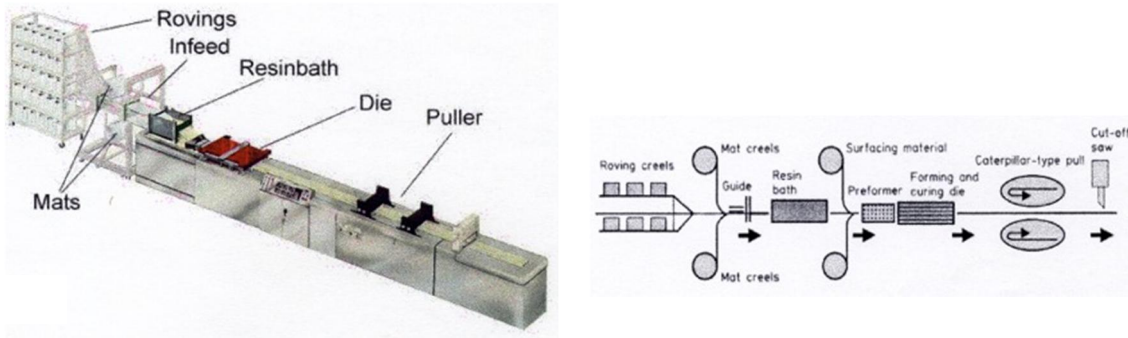 Rovings
Infeed
Resinbath
Die
Puller
Mats
Roving creels
Mat creels
Guide
Resin
bath
Surfacing material
Preformer
Forming and
curing die
Caterpillar-type pull
Cut-off
saw
Mat creels